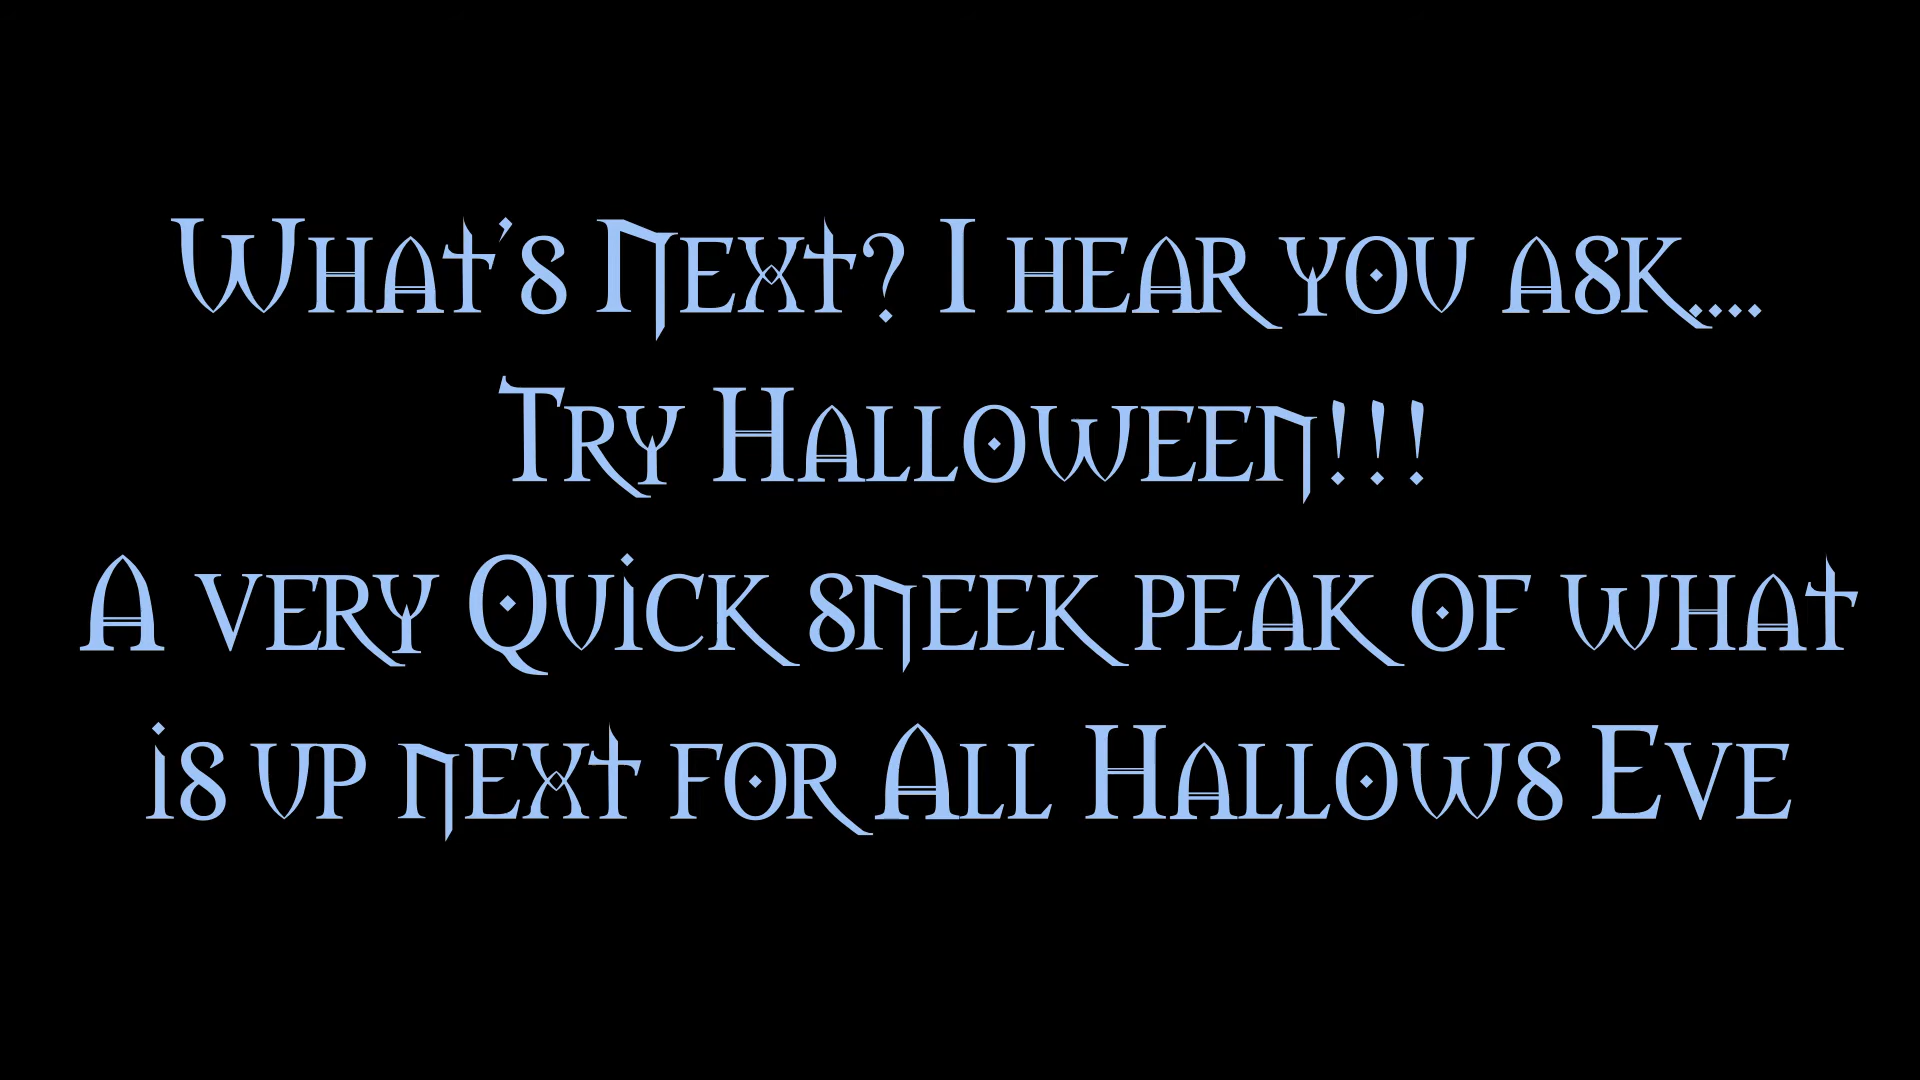 What's Next? I hear you ask....
Try Halloween!!!
A very Quick sneek peak of what
is up next for All Hallows Eve